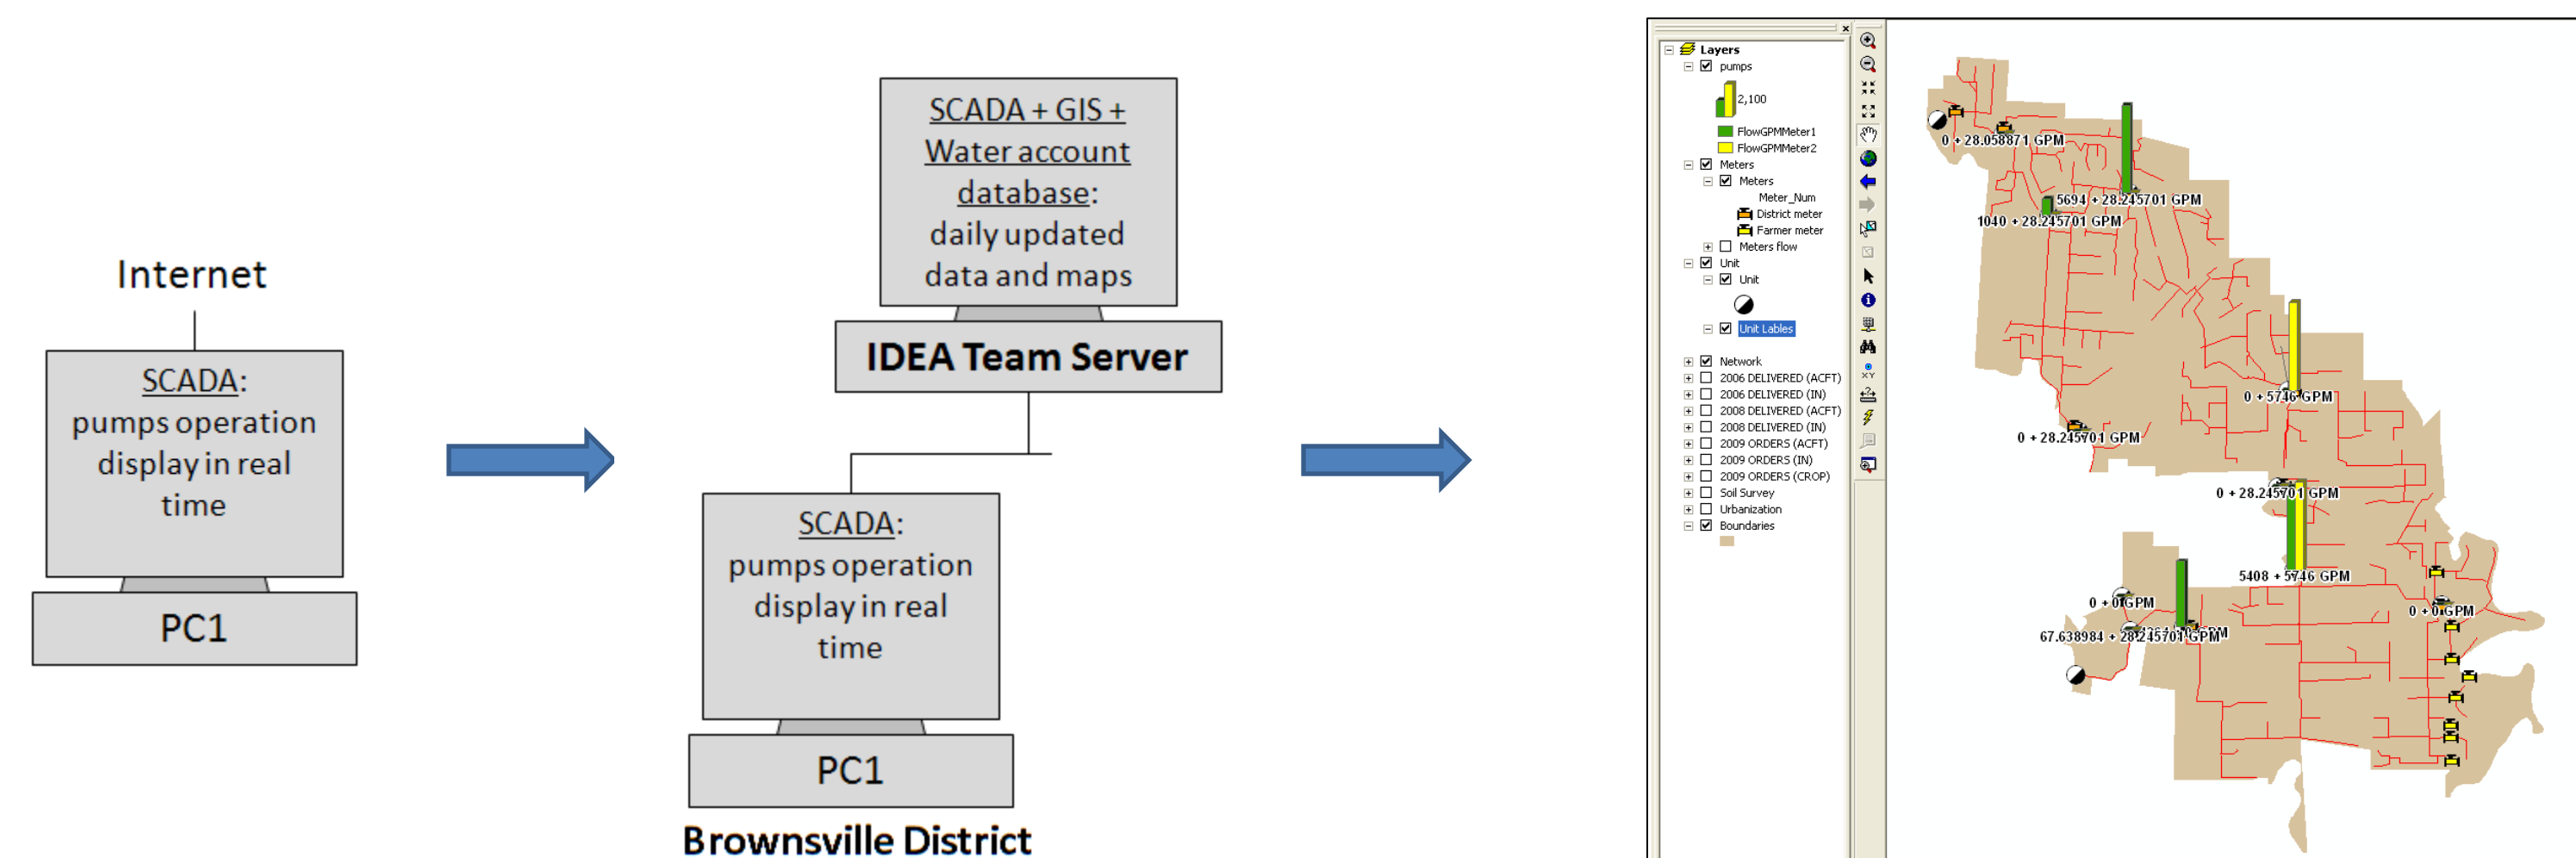 Internet
SCADA:
pumps operation
display in real
time
PC1
SCADA + GIS +
Water account
database:
daily updated
data and maps
IDEA Team Server
SCADA:
pumps operation
display in real
time
PC1
Brownsville District
Layers
pumps
2,100
FlowGPMMeter1
FlowGPMMeter2
Meters
Meters
Meter_Num
District meter
Farmer meter
Meters flow
Unit
Unit
Unit Lables
Network
2006 DELIVERED (ACFT)
2006 DELIVERED (IN)
2008 DELIVERED (ACFT)
2008 DELIVERED (IN)
2009 ORDERS (ACFT)
2009 ORDERS (IN)
2009 ORDERS (CROP)
Soil Survey
Urbanization
Boundaries
XY
0 + 28.058871 GPM
5694 + 28.245701 GPM
1040 + 28.245701 GPM
0 + 5746 GPM
0 + 28.245701 GPM
0 + 28.245701 GPM
5408 + 5746 GPM
0 + 0 GPM
0 + 0 GPM
67.638984 + 28.245701 GPM